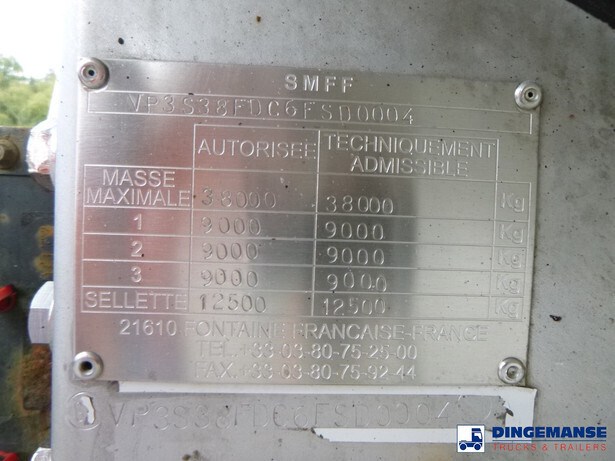 SMFF
VP3S38FDC6FSD0004
AUTORISEE TECHNIQUEMENT ADMISSIBLE
MASSE MAXIMALE 38000 38000 Kg
1 9000 9000 Kg
2 9000 9000 Kg
3 9000 9000 Kg
SELLETTE 12500 12500 Kg
21610 FONTAINE FRANCAISE-FRANCE
TEL.+33-03-80-75-25-00
FAX.+33-03-80-75-92-44
VP3S38FDC6FSD0004
DINGEMANSE
TRUCKS & TRAILERS